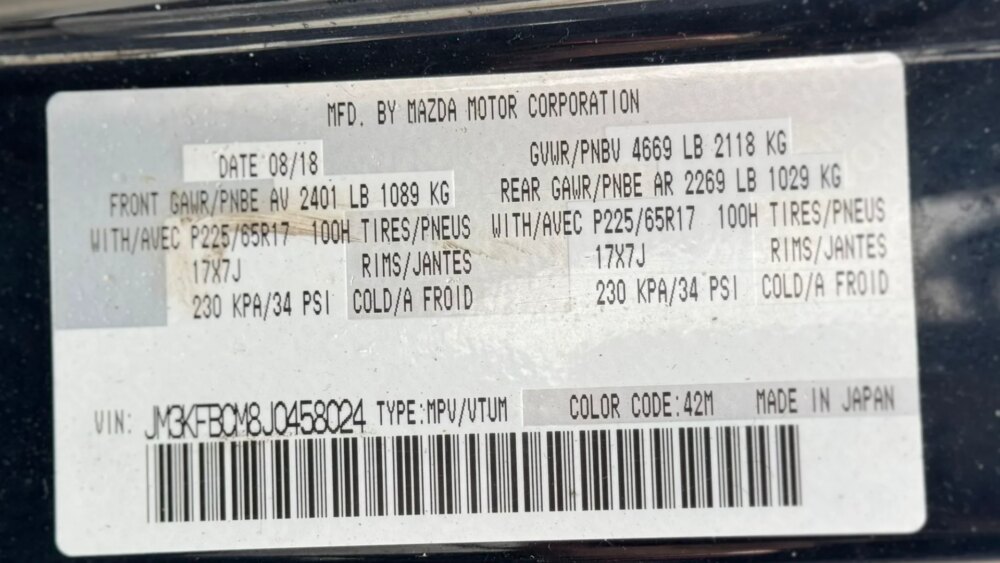 MFD. BY MAZDA MOTOR CORPORATION
DATE 08/18 GVWR/PNBV 4669 LB 2118 KG
FRONT GAWR/PNBE AV 2401 LB 1089 KG REAR GAWR/PNBE AR 2269 LB 1029 KG
WITH/AVEC P225/65R17 100H TIRES/PNEUS WITH/AVEC P225/65R17 100H TIRES/PNEUS
17X7J RIMS/JANTES 17X7J RIMS/JANTES
230 KPA/34 PSI COLD/A FROID 230 KPA/34 PSI COLD/A FROID
VIN: JM3KFBCM8J0458024 TYPE:MPV/VTUM COLOR CODE:42M MADE IN JAPAN